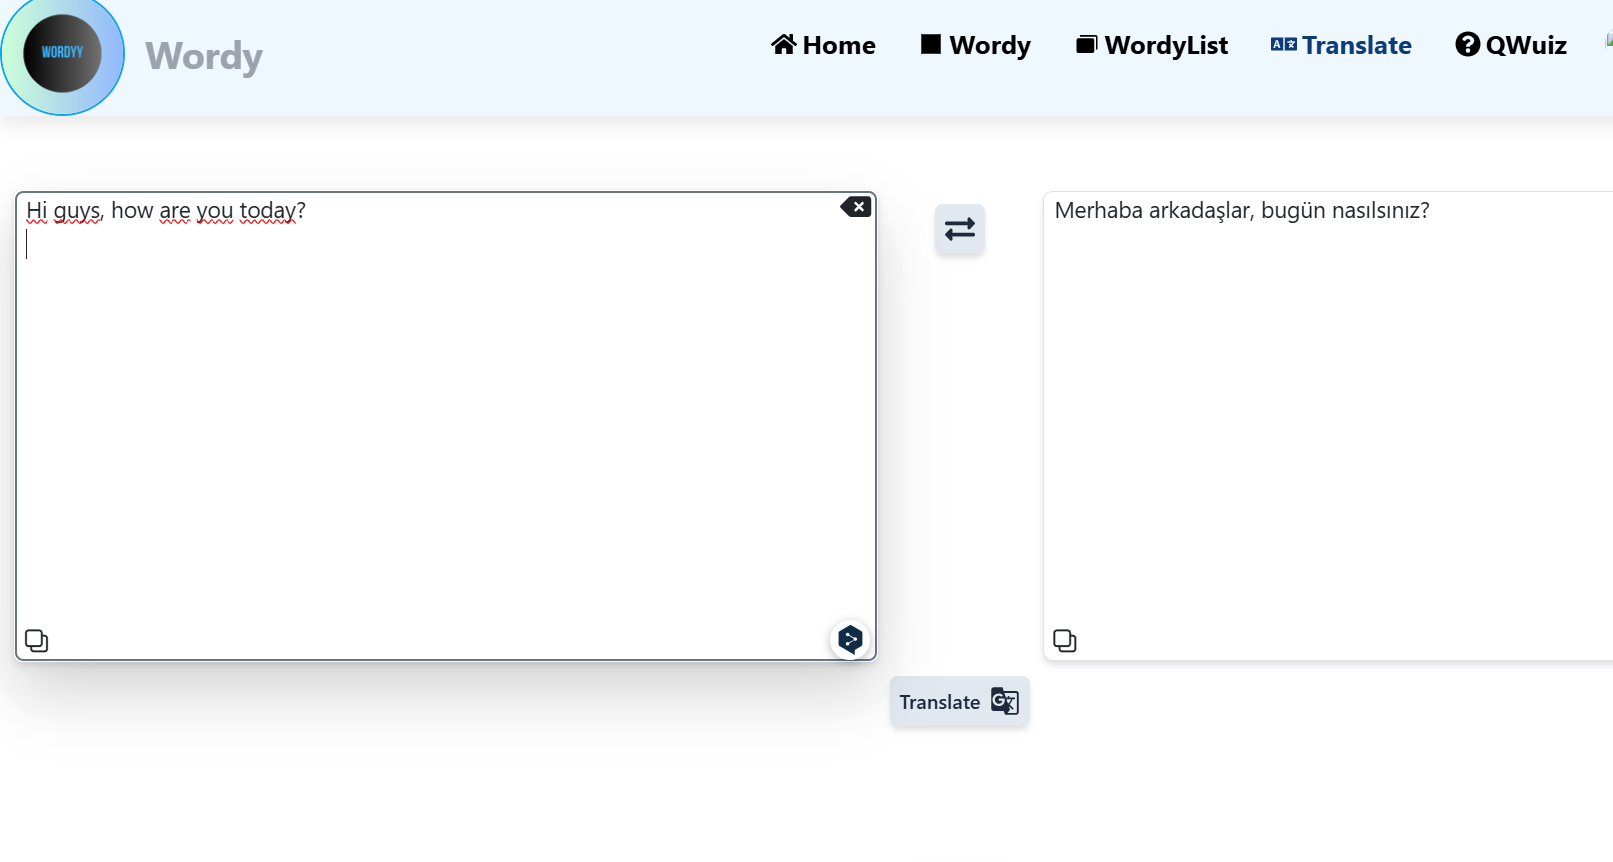 WORDYY
Wordy
Home
Wordy
WordyList
Translate
QWuiz
Hi guys, how are you today?
Merhaba arkadaşlar, bugün nasılsınız?
Translate